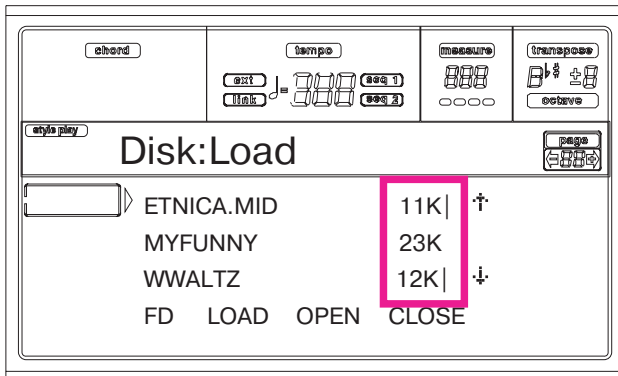 chord tempo measure transpose
ext link seq 1 seq 2 octave
style play Disk:Load page
ETNICA.MID 11K|
MYFUNNY 23K
WWALTZ 12K|
FD LOAD OPEN CLOSE